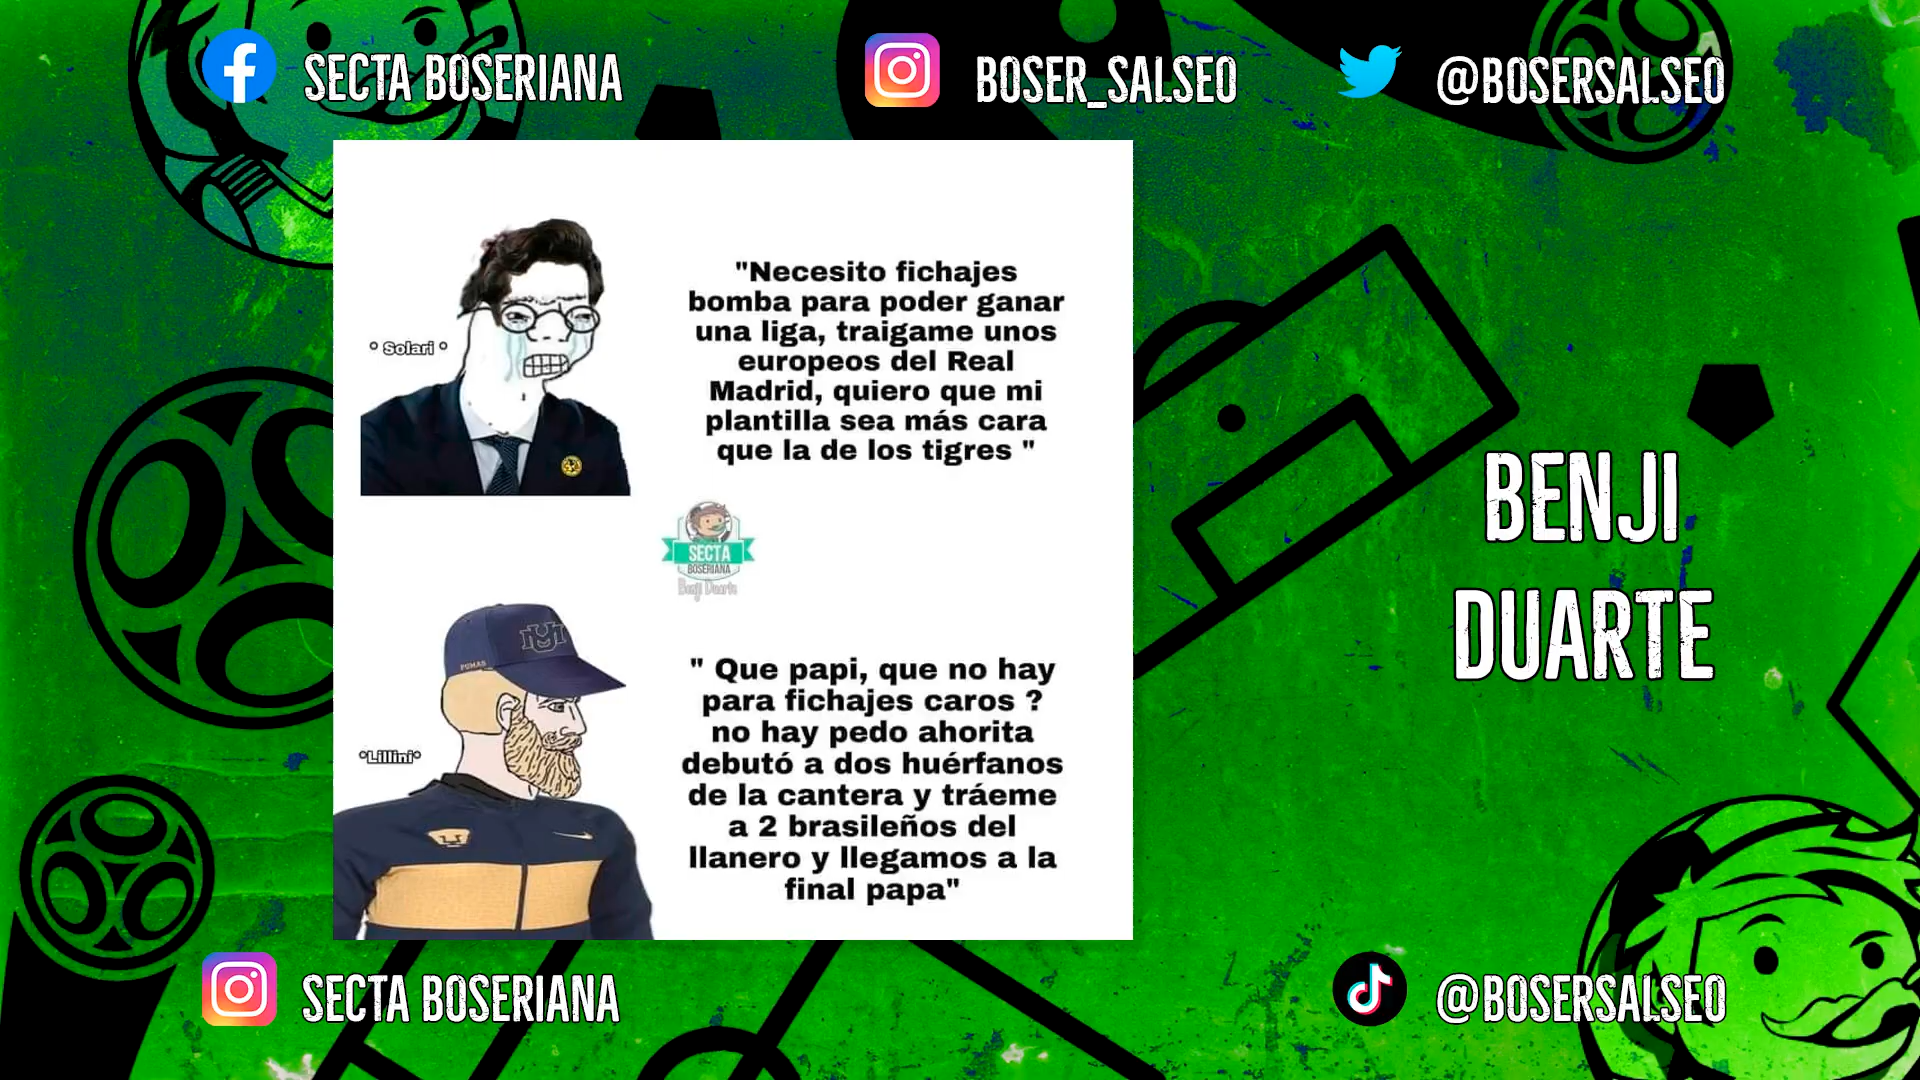 SECTA BOSERIANA
BOSER_SALSEO
@BOSERSALSEO
"Necesito fichajes
bomba para poder ganar
una liga, traigame unos
europeos del Real
Madrid, quiero que mi
plantilla sea más cara
que la de los tigres "
° Solari °
SECTA
BOSERIANA
Benji Duarte
BENJI
DUARTE
PUMAS
" Que papi, que no hay
para fichajes caros ?
no hay pedo ahorita
debutó a dos huérfanos
de la cantera y tráeme
a 2 brasileños del
llanero y llegamos a la
final papa"
°Lillini°
SECTA BOSERIANA
@BOSERSALSEO